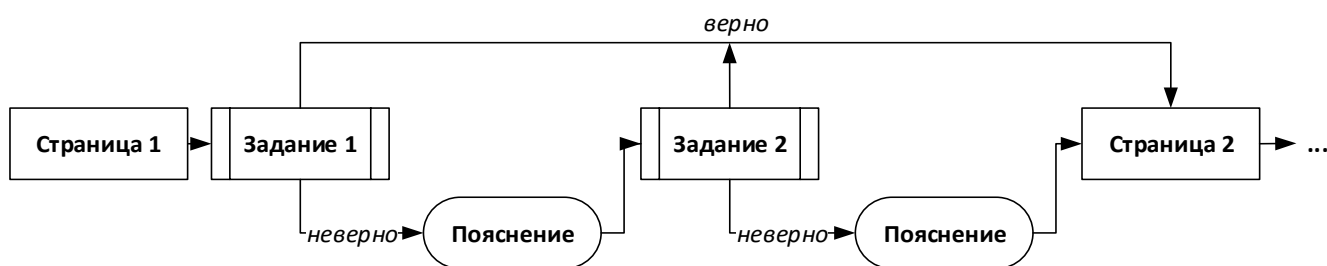 верно
Страница 1
Задание 1
Задание 2
Страница 2
...
неверно
Пояснение
неверно
Пояснение